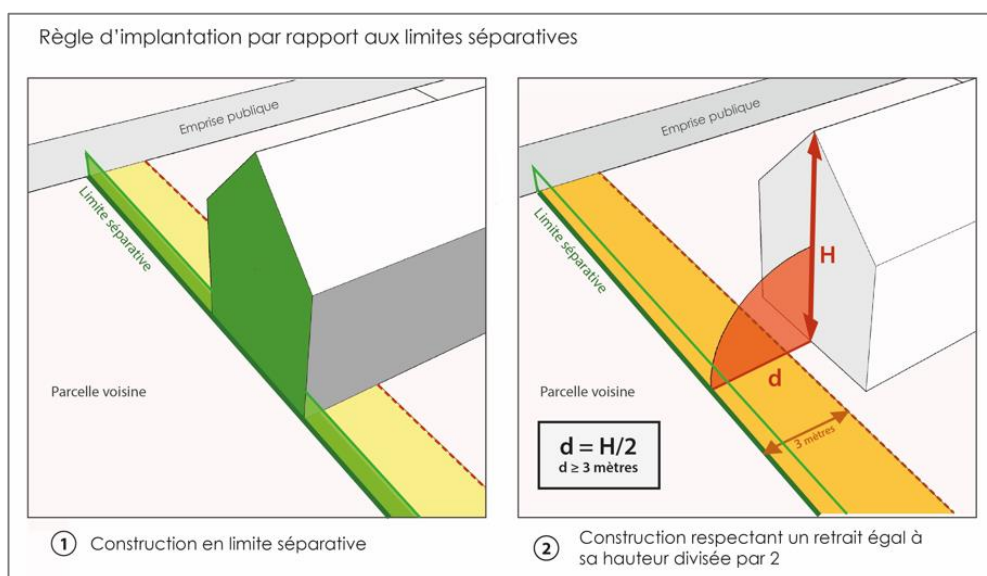 Règle d’implantation par rapport aux limites séparatives
Emprise publique
Limite séparative
Parcelle voisine
1 Construction en limite séparative
Emprise publique
Limite séparative
H
d
Parcelle voisine
3 mètres
d = H/2
d ≥ 3 mètres
2 Construction respectant un retrait égal à
sa hauteur divisée par 2